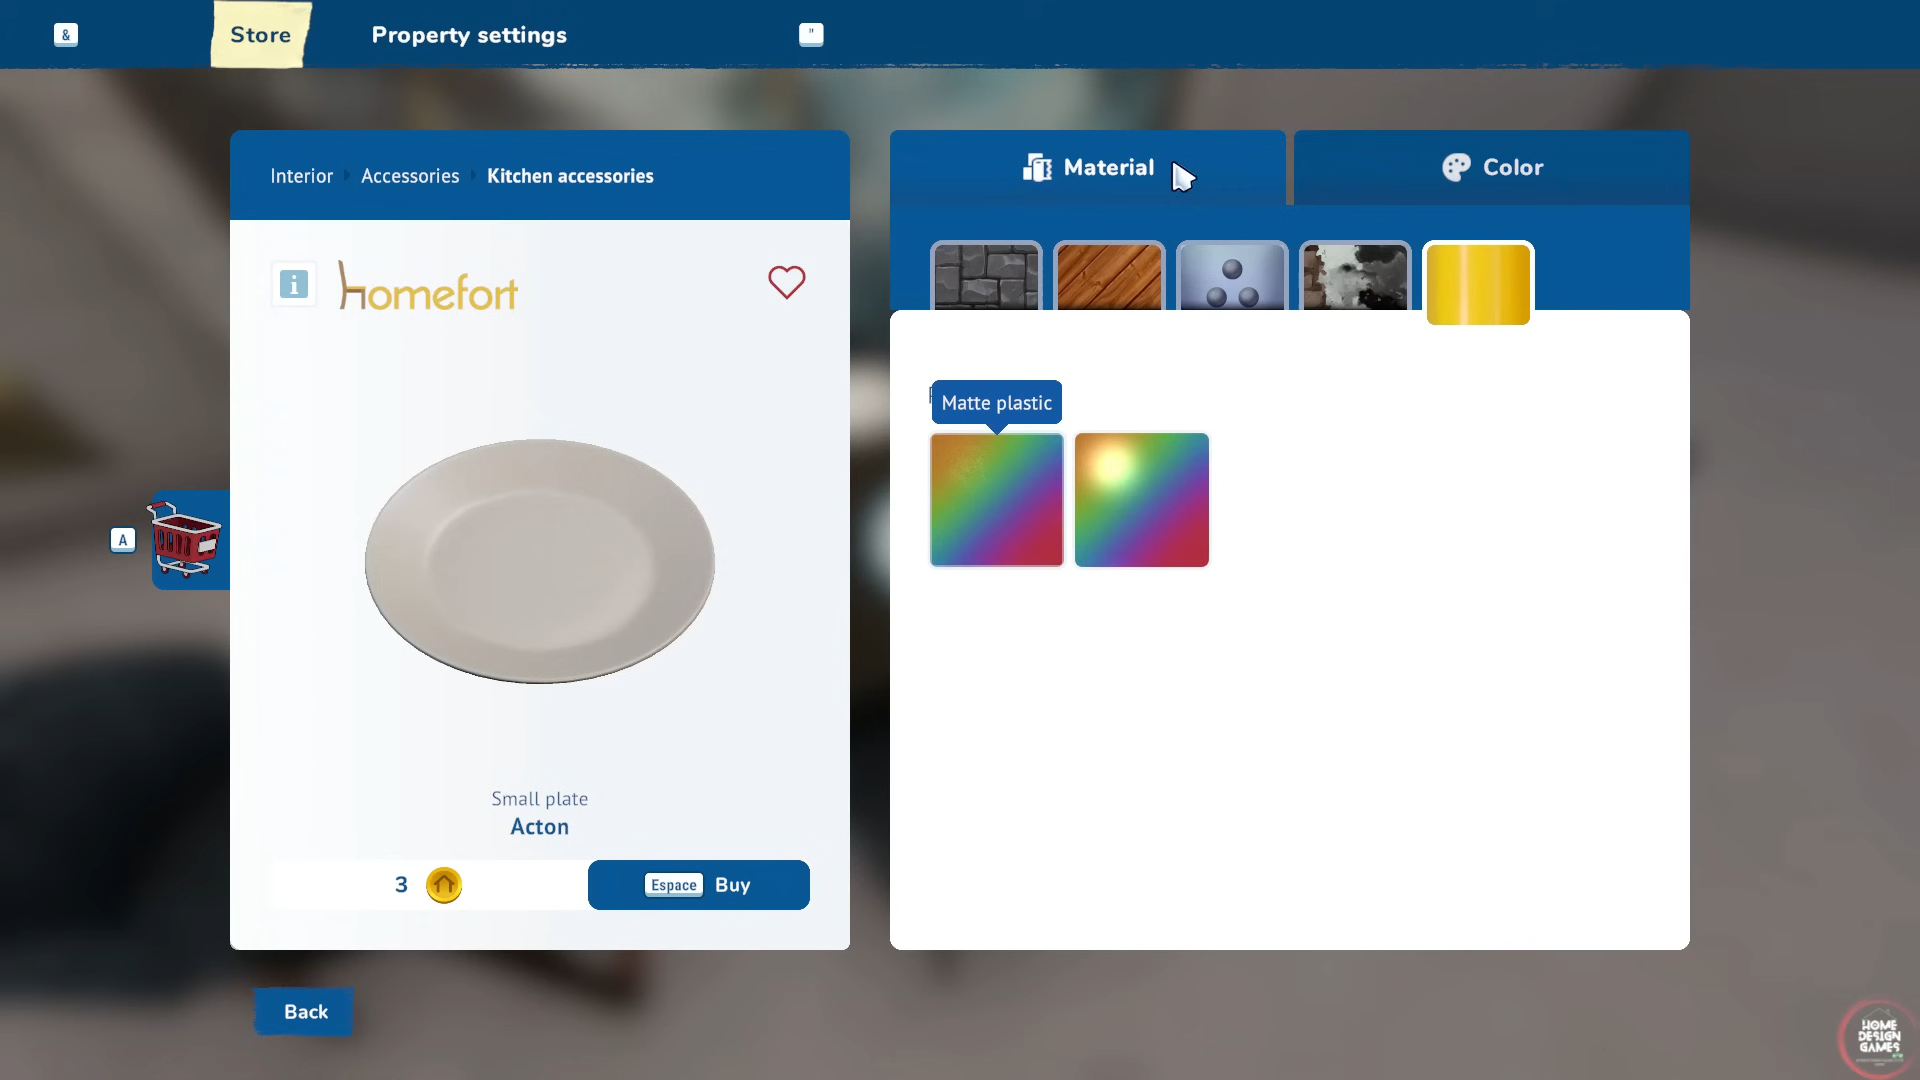 &
Store
Property settings
"
Interior
Accessories
Kitchen accessories
Material
Color
i
homefort
Matte plastic
A
Small plate
Acton
3
Espace
Buy
Back
HOME
DESIGN
GAMES